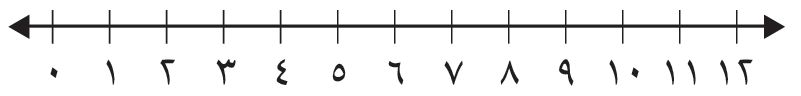 ٠ ١ ٢ ٣ ٤ ٥ ٦ ٧ ٨ ٩ ١٠ ١١ ١٢